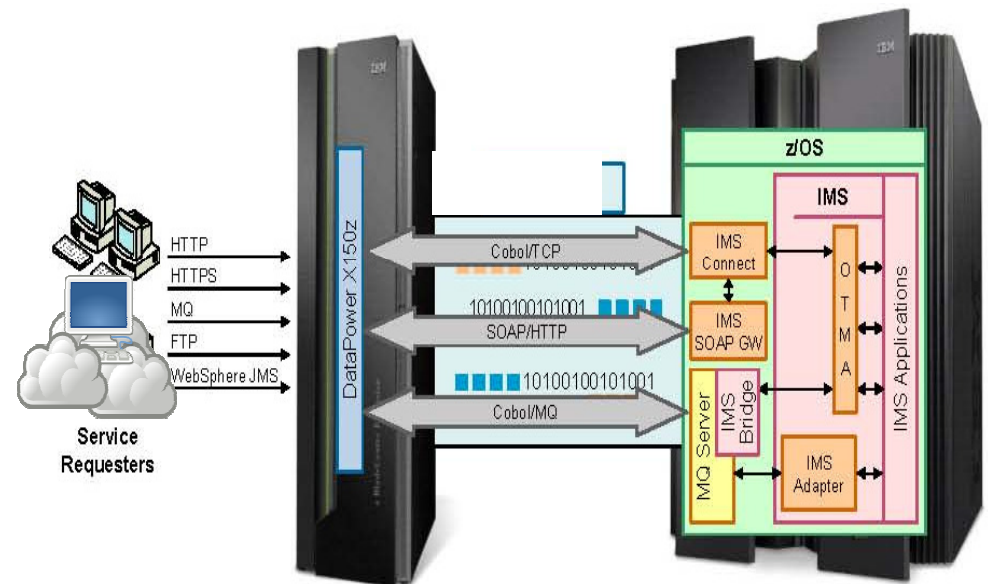 IBM
IBM
z/OS
IMS
HTTP
HTTPS
MQ
FTP
WebSphere JMS
Service
Requesters
DataPower X150z
Cobol/TCP
10100100101001
SOAP/HTTP
10100100101001
Cobol/MQ
IMS
Connect
IMS
SOAP GW
MQ Server
IMS
Bridge
O
T
M
A
IMS
Adapter
IMS Applications